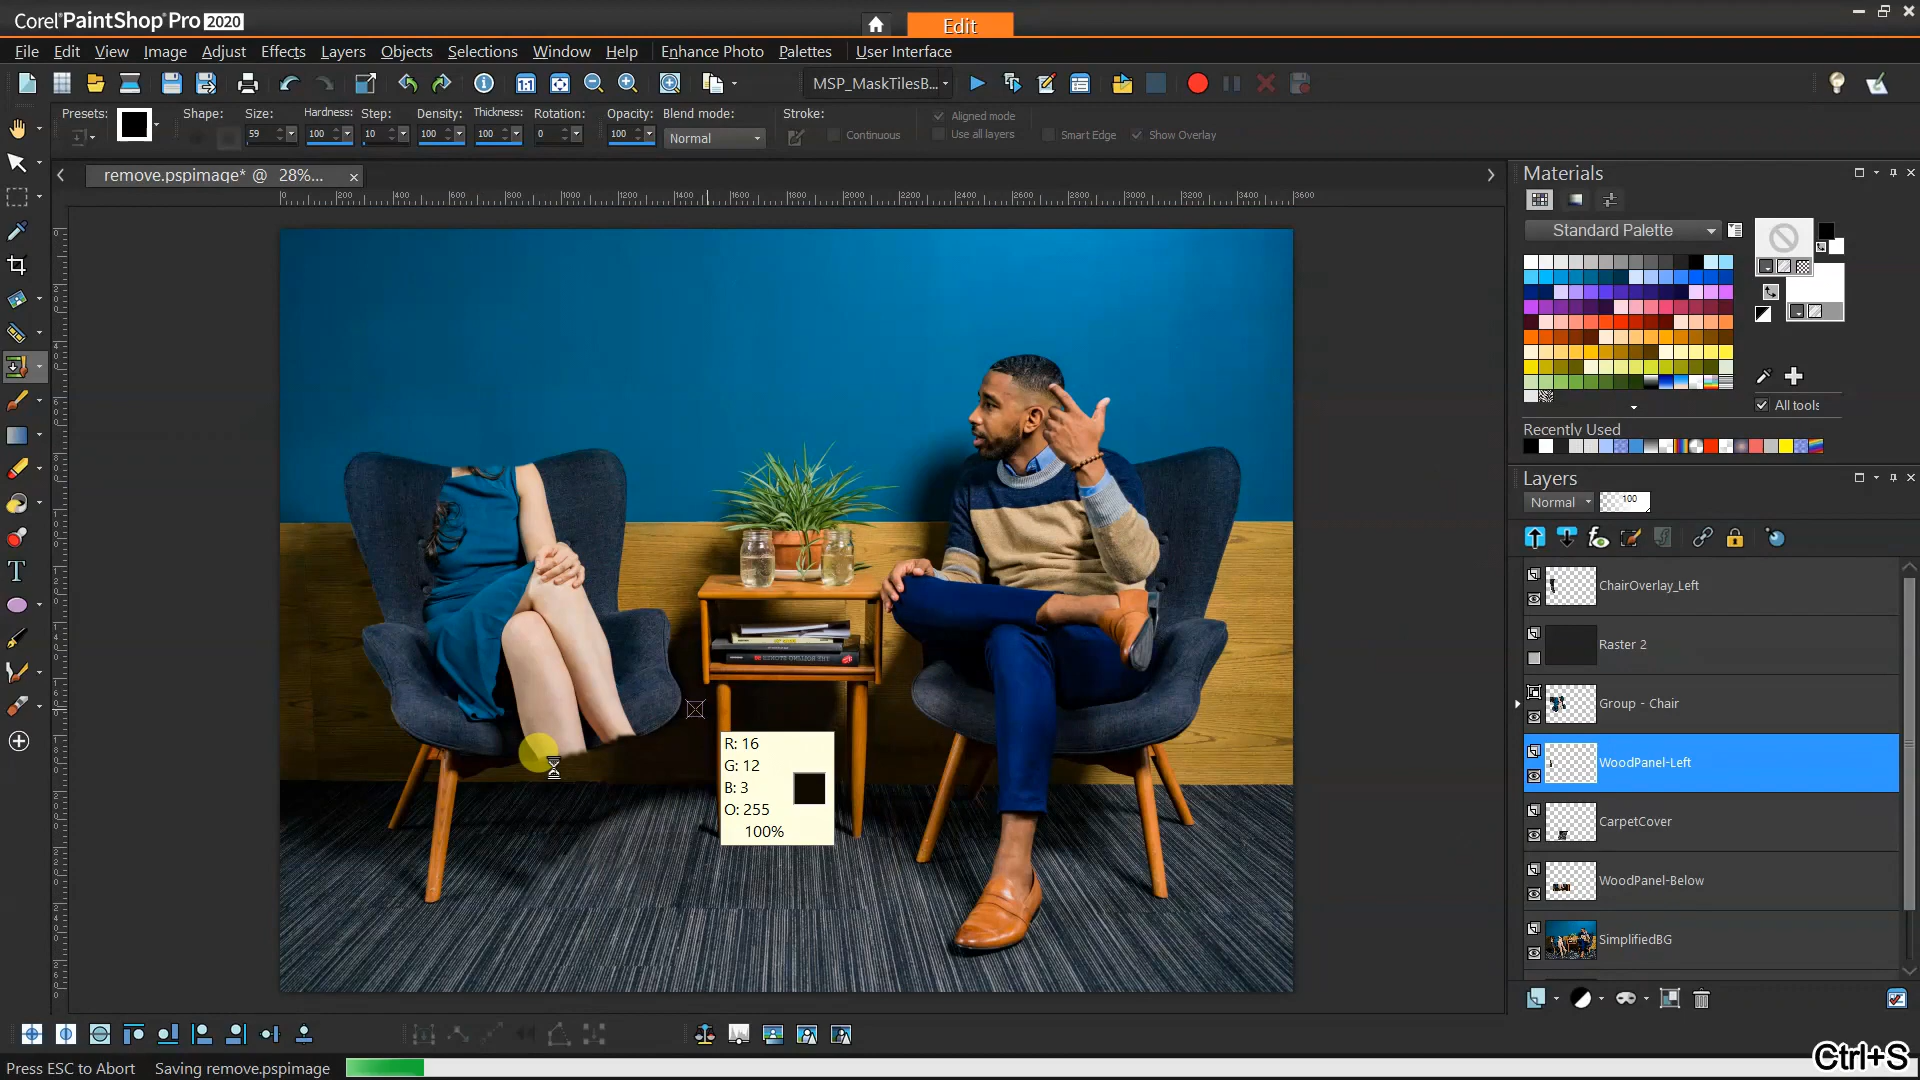 Corel PaintShop Pro 2020
Edit
File Edit View Image Adjust Effects Layers Objects Selections Window Help Enhance Photo Palettes User Interface
MSP_MaskTilesB...
Presets: Shape: Size: Hardness: Step: Density: Thickness: Rotation: Opacity: Blend mode: Stroke:
59 100 10 100 100 0 100 Normal
Continuous
Aligned mode
Use all layers
Smart Edge
Show Overlay
remove.pspimage* @ 28%...
Materials
Standard Palette
All tools
Recently Used
Layers
Normal
100
ChairOverlay_Left
Raster 2
Group - Chair
WoodPanel-Left
CarpetCover
WoodPanel-Below
SimplifiedBG
R: 16
G: 12
B: 3
O: 255
100%
Press ESC to Abort
Saving remove.pspimage
Ctrl+S